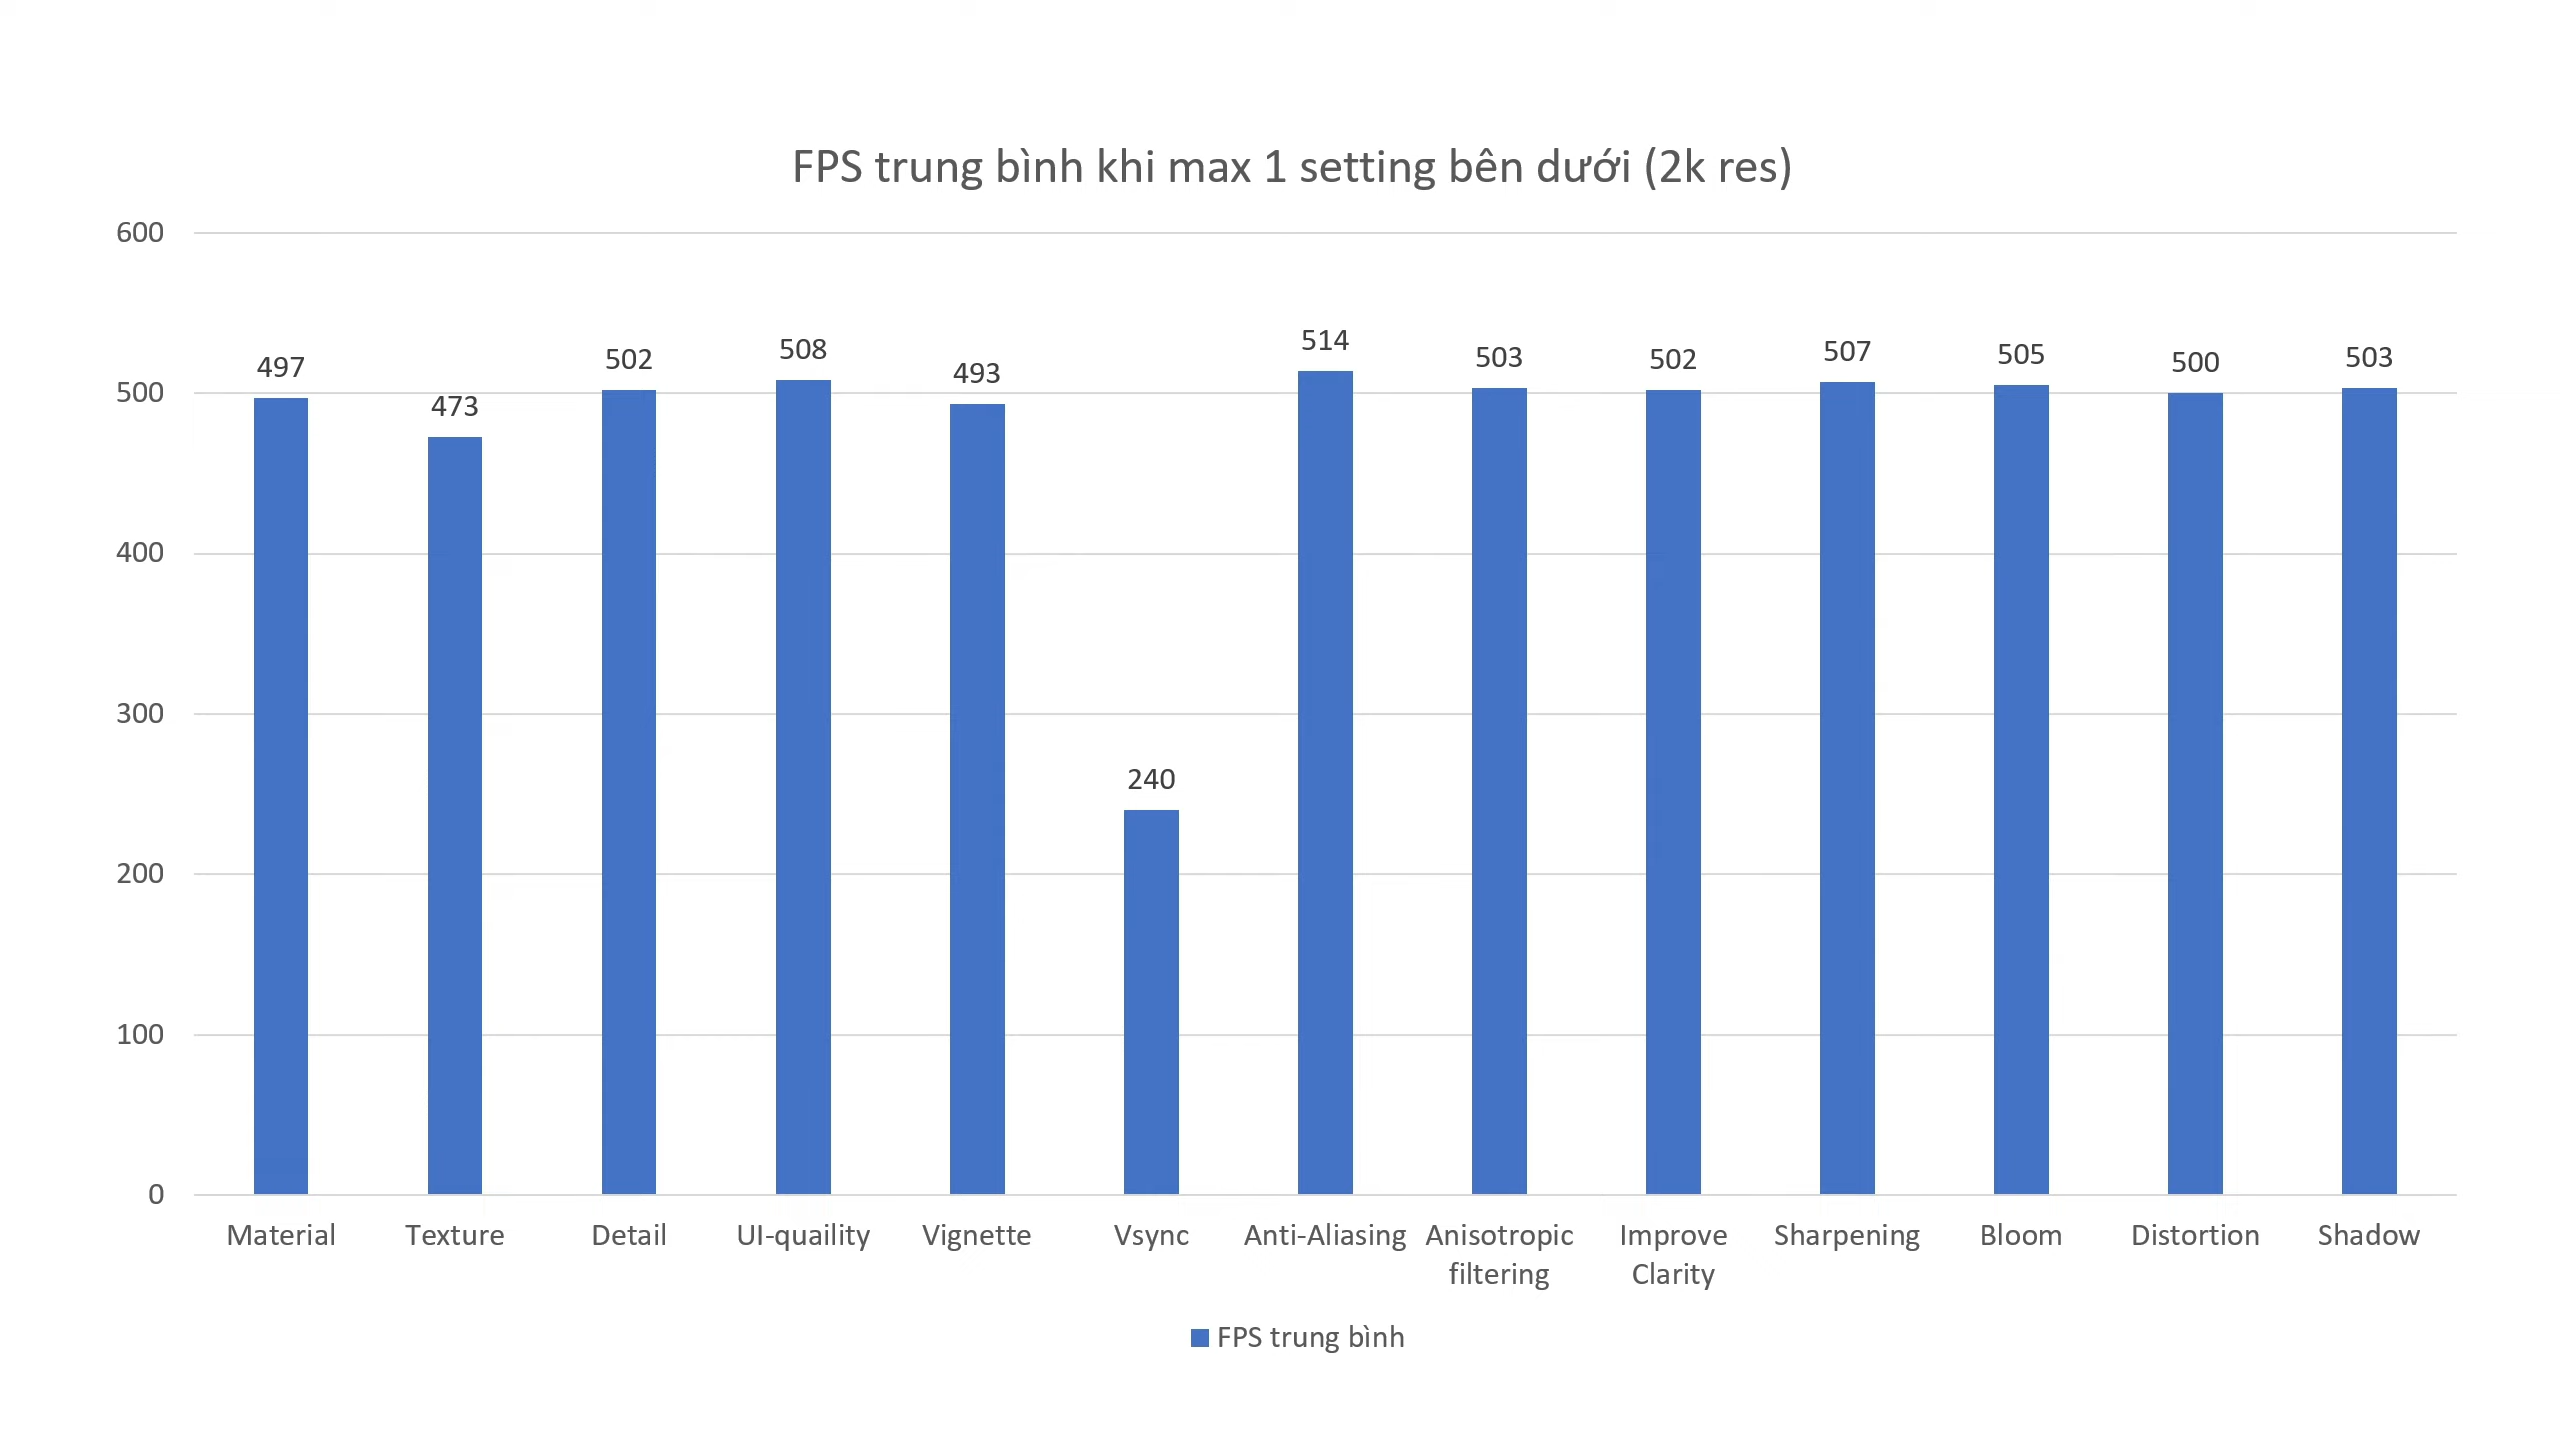 FPS trung bình khi max 1 setting bên dưới (2k res)
600
500
400
300
200
100
0
497
473
502
508
493
240
514
503
502
507
505
500
503
Material
Texture
Detail
UI-quaility
Vignette
Vsync
Anti-Aliasing
Anisotropic
filtering
Improve
Clarity
Sharpening
Bloom
Distortion
Shadow
FPS trung bình